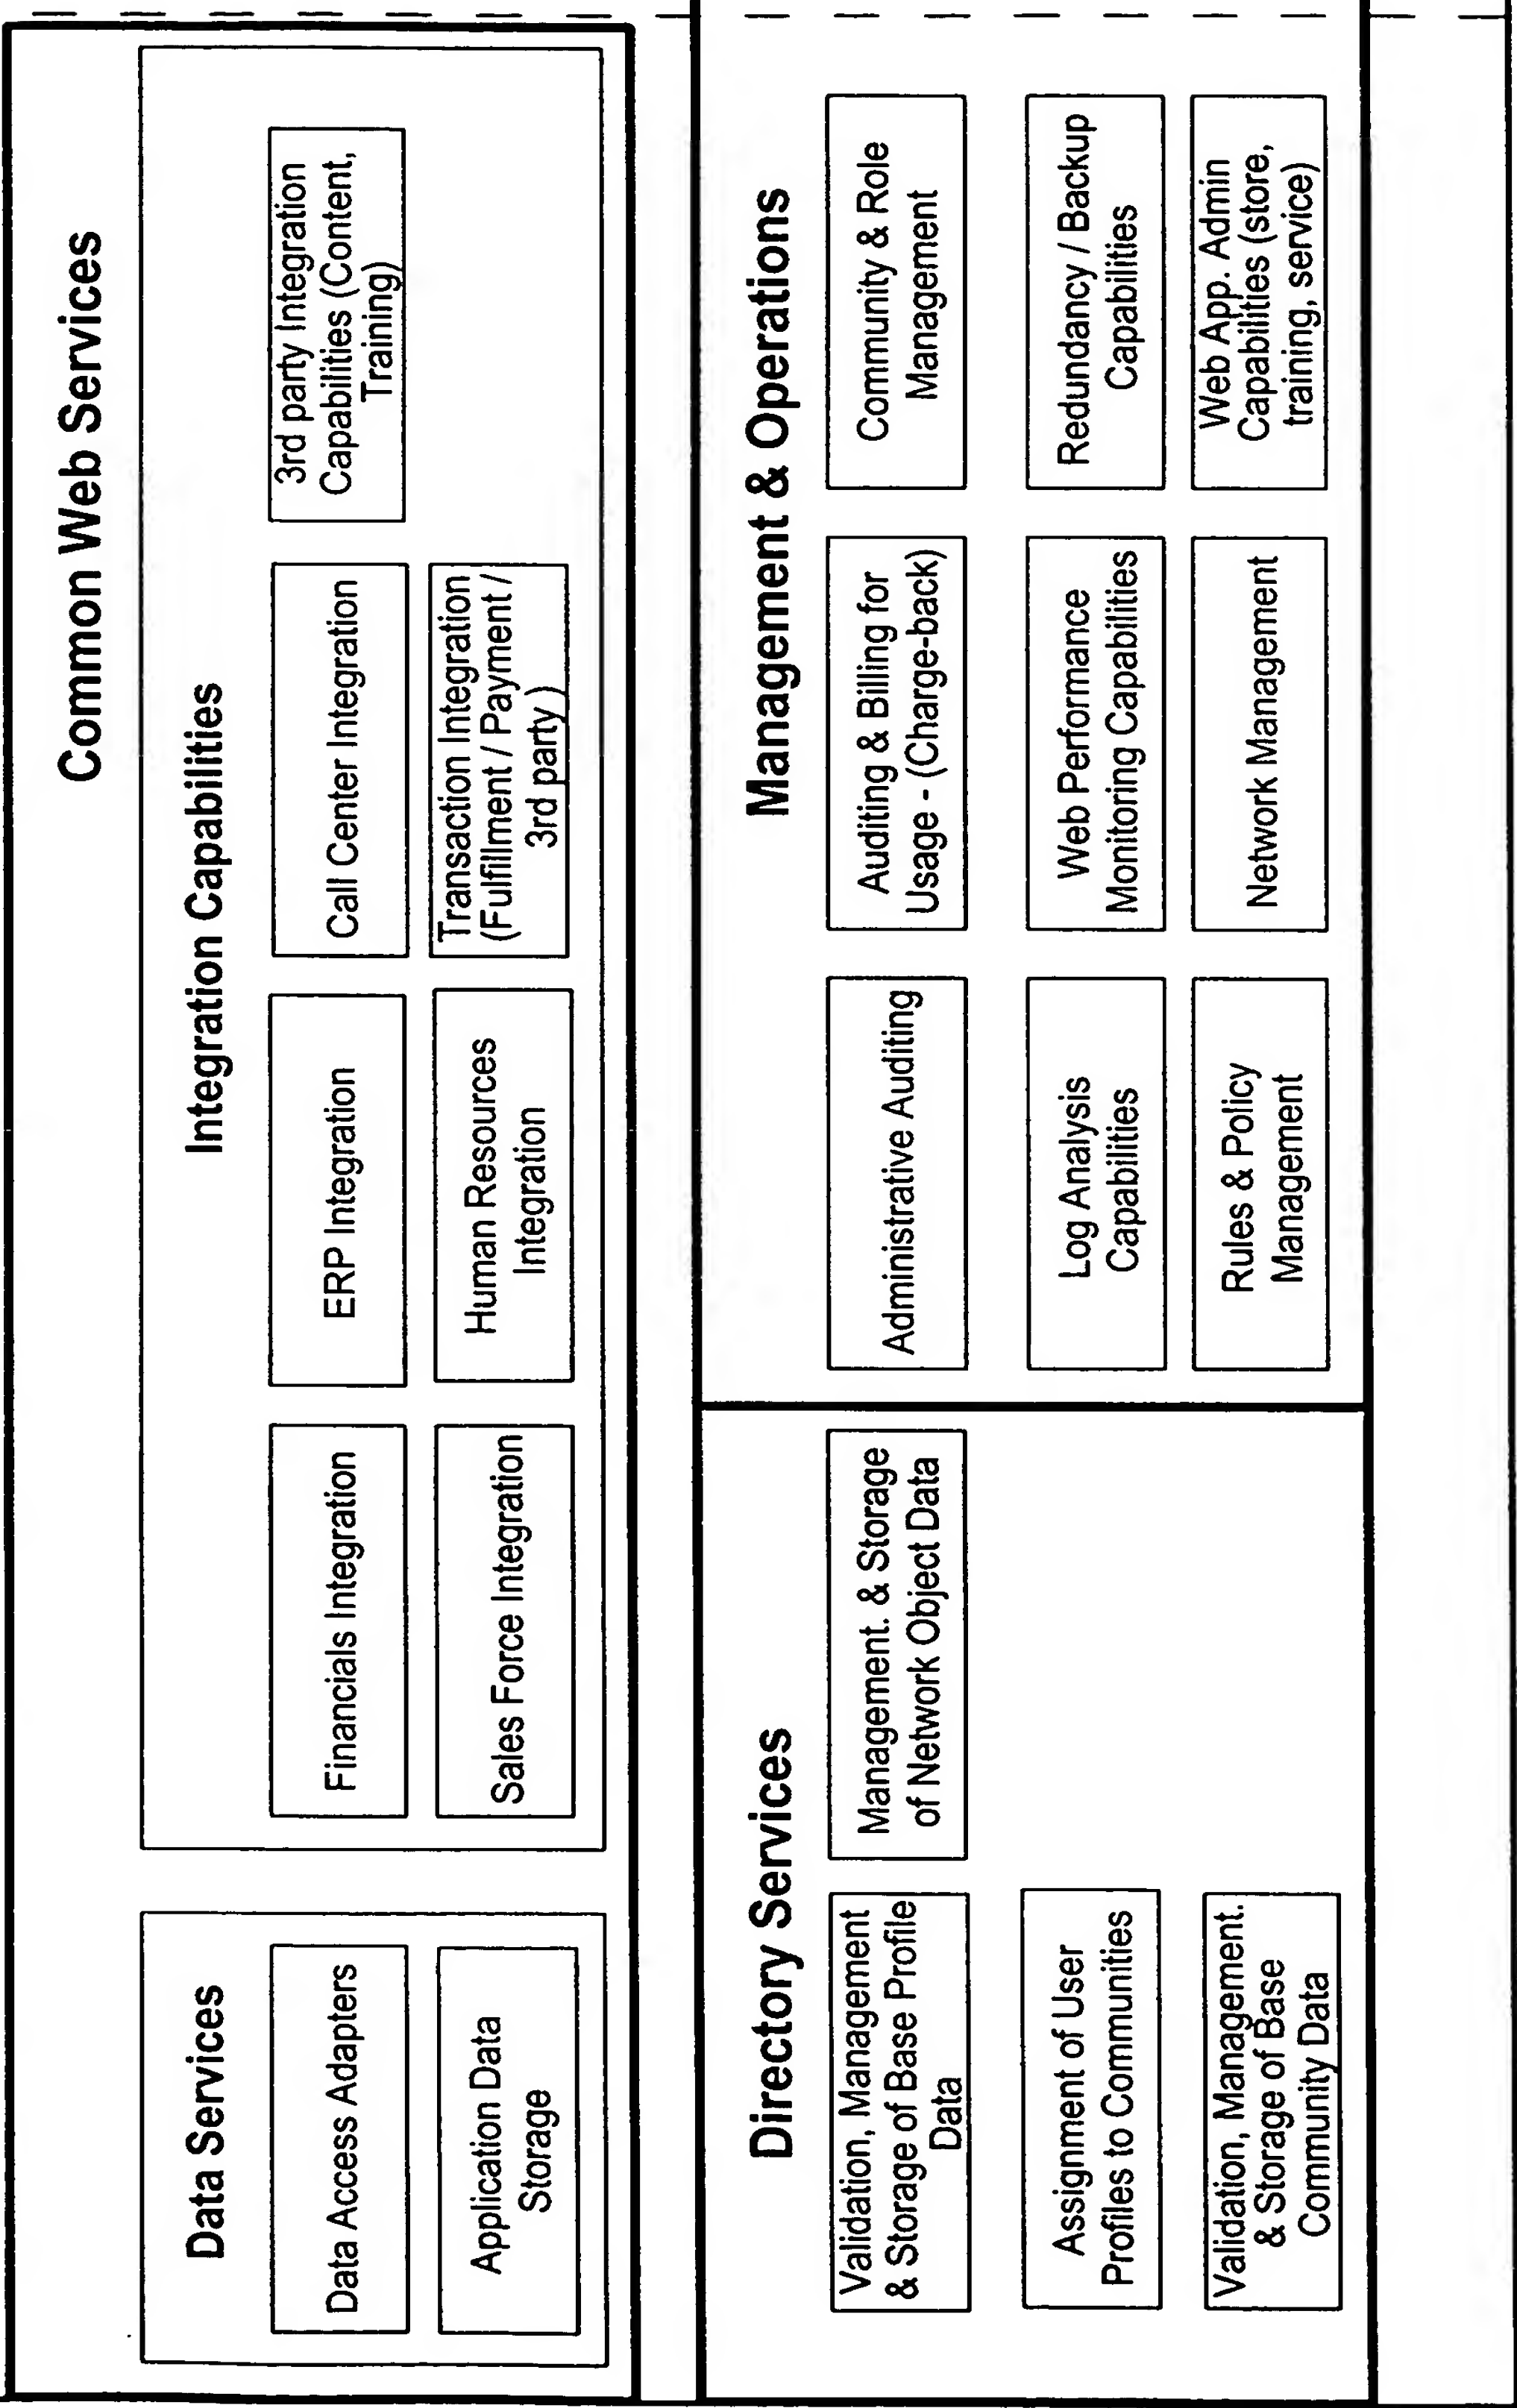 Common Web Services
Data Services
Data Access Adapters
Application Data
Storage
Integration Capabilities
Financials Integration
ERP Integration
Call Center Integration
3rd party Integration
Capabilities (Content,
Training)
Sales Force Integration
Human Resources
Integration
Transaction Integration
(Fulfillment / Payment /
3rd party )
Directory Services
Validation, Management
& Storage of Base Profile
Data
Management. & Storage
of Network Object Data
Assignment of User
Profiles to Communities
Validation, Management.
& Storage of Base
Community Data
Management & Operations
Administrative Auditing
Auditing & Billing for
Usage - (Charge-back)
Community & Role
Management
Log Analysis
Capabilities
Web Performance
Monitoring Capabilities
Redundancy / Backup
Capabilities
Rules & Policy
Management
Network Management
Web App. Admin
Capabilities (store,
training, service)